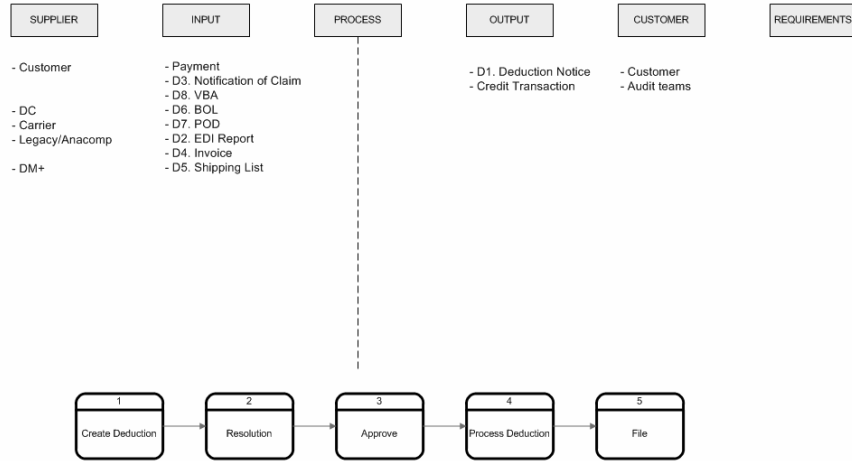 SUPPLIER
INPUT
PROCESS
OUTPUT
CUSTOMER
REQUIREMENTS
- Customer
- DC
- Carrier
- Legacy/Anacomp
- DM+
- Payment
- D3. Notification of Claim
- D8. VBA
- D6. BOL
- D7. POD
- D2. EDI Report
- D4. Invoice
- D5. Shipping List
- D1. Deduction Notice
- Credit Transaction
- Customer
- Audit teams
1
Create Deduction
2
Resolution
3
Approve
4
Process Deduction
5
File